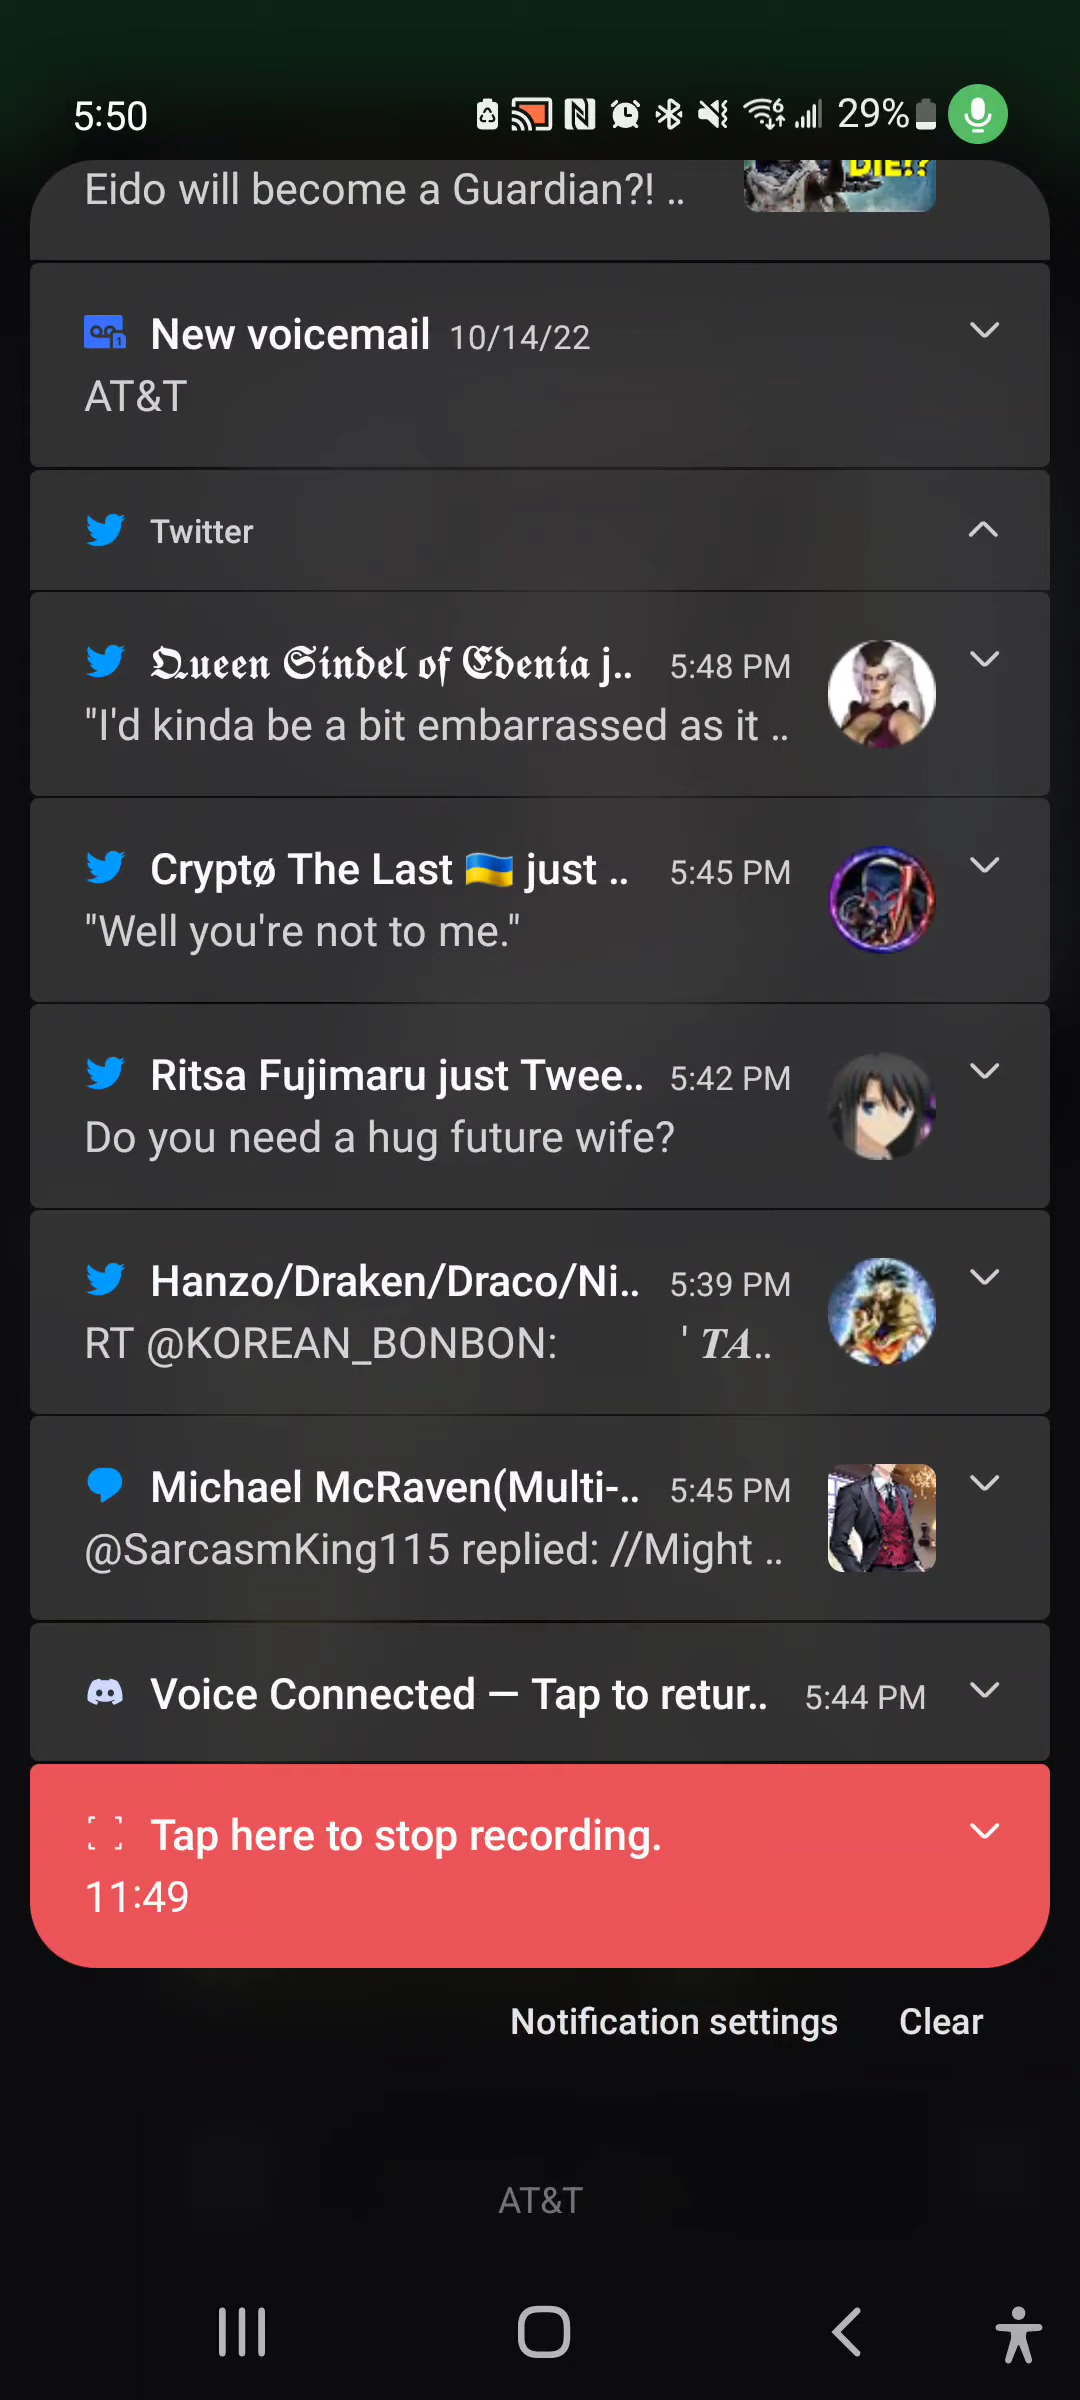 5:50
29%
Eido will become a Guardian?! ..
DIE!?
New voicemail 10/14/22
AT&T
Twitter
𝕼𝖚𝖊𝖊𝖓 𝕾𝖎𝖓𝖉𝖊𝖑 𝖔𝖋 𝕰𝖉𝖊𝖓𝖎𝖆 j.. 5:48 PM
"I'd kinda be a bit embarrassed as it ..
Cryptø The Last 🇺🇦 just .. 5:45 PM
"Well you're not to me."
Ritsa Fujimaru just Twee.. 5:42 PM
Do you need a hug future wife?
Hanzo/Draken/Draco/Ni.. 5:39 PM
RT @KOREAN_BONBON: ' 𝑻𝑨..
Michael McRaven(Multi-.. 5:45 PM
@SarcasmKing115 replied: //Might ..
Voice Connected — Tap to retur.. 5:44 PM
Tap here to stop recording.
11:49
Notification settings Clear
AT&T